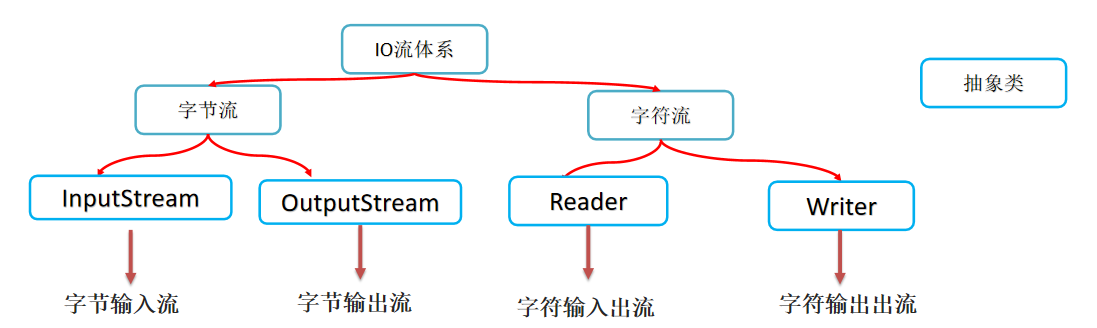 IO流体系
抽象类
字节流
字符流
InputStream
OutputStream
Reader
Writer
字节输入流
字节输出流
字符输入出流
字符输出出流